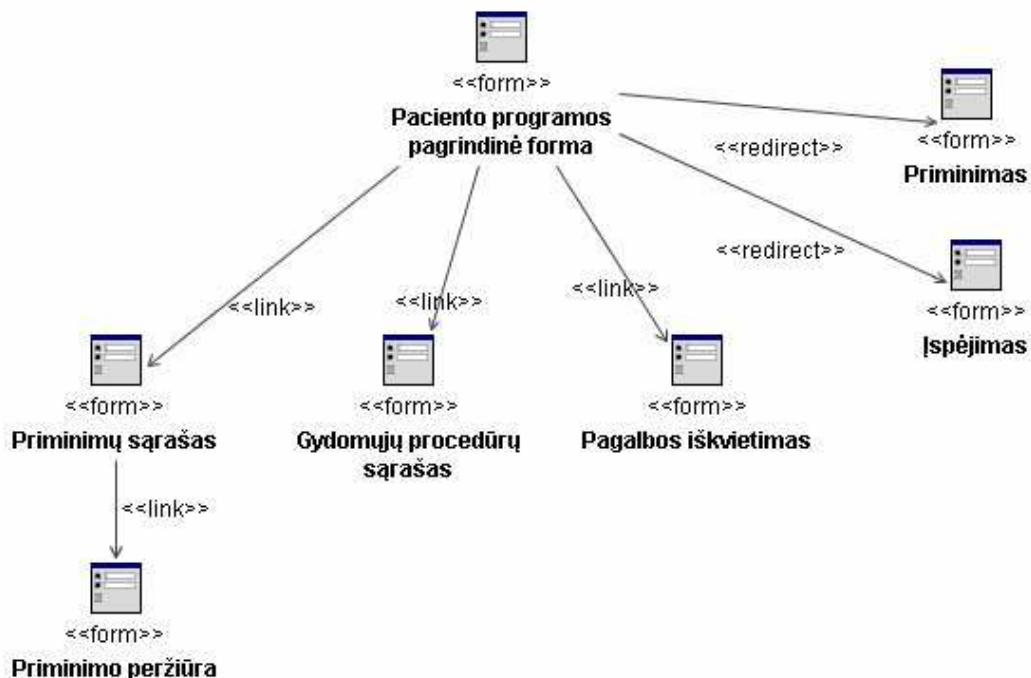 <<form>>
Paciento programos
pagrindinė forma
<<redirect>>
<<form>>
Priminimas
<<redirect>>
<<form>>
Įspėjimas
<<link>>
<<link>>
<<link>>
<<form>>
Priminimų sąrašas
<<form>>
Gydomųjų procedūrų
sąrašas
<<form>>
Pagalbos iškvietimas
<<link>>
<<form>>
Priminimo peržiūra